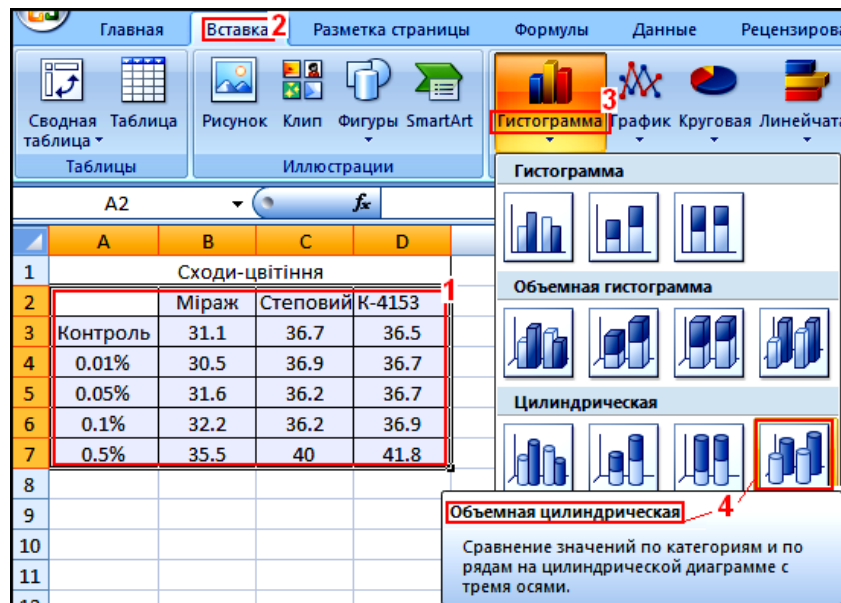 Главная Вставка 2 Разметка страницы Формулы Данные Рецензирова
3
Сводная таблица Таблица Рисунок Клип Фигуры SmartArt Гистограмма График Круговая Линейчат
Таблицы Иллюстрации
Гистограмма
A2 fx
A B C D
1 Сходи-цвітіння
Объемная гистограмма
1
2 Міраж Степовий К-4153
3 Контроль 31.1 36.7 36.5
4 0.01% 30.5 36.9 36.7
5 0.05% 31.6 36.2 36.7
Цилиндрическая
6 0.1% 32.2 36.2 36.9
7 0.5% 35.5 40 41.8
8
9
10
11
Объемная цилиндрическая 4
Сравнение значений по категориям и по
рядам на цилиндрической диаграмме с
тремя осями.